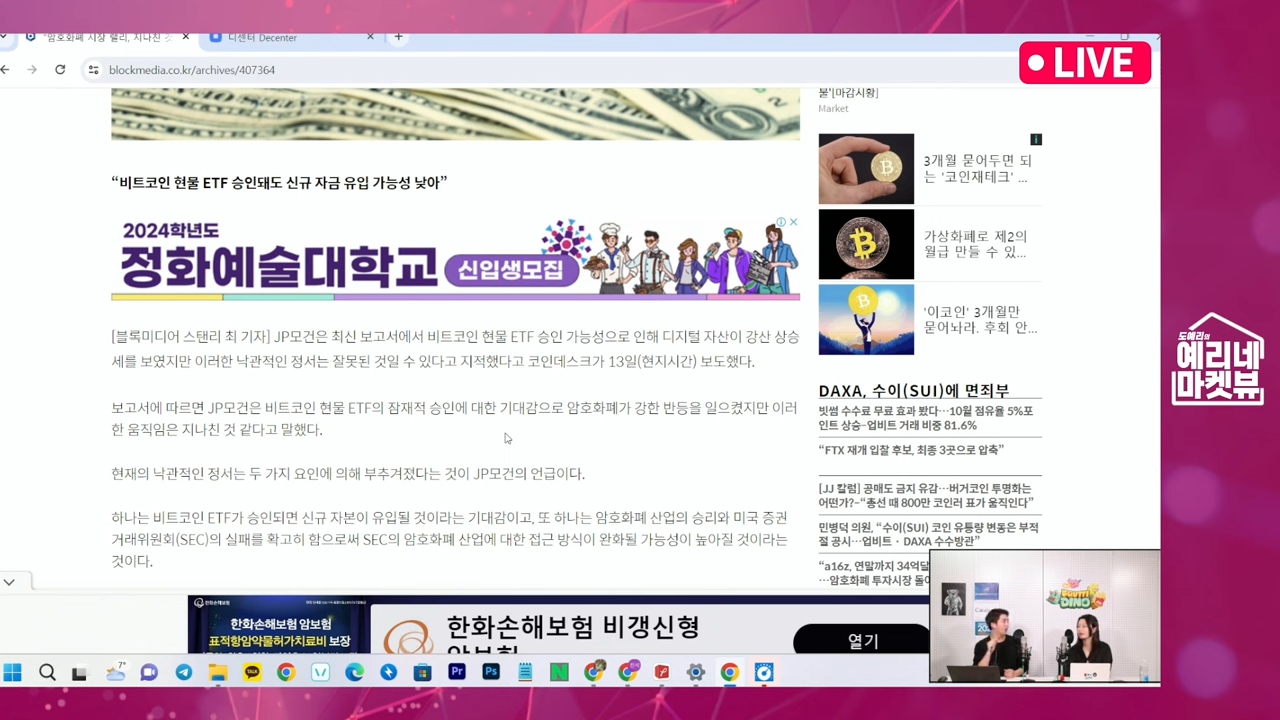 "암호화폐 시장 랠리, 지나친
디센터 Decenter
LIVE
blockmedia.co.kr/archives/407364
불'[마감시황]
Market
“비트코인 현물 ETF 승인돼도 신규 자금 유입 가능성 낮아”
2024학년도
정화예술대학교 신입생모집
3개월 묻어두면 되
는 '코인재테크' ...
가상화폐로 제2의
월급 만들 수 있...
'이코인' 3개월만
묻어놔라. 후회 안...
[블록미디어 스탠리 최 기자] JP모건은 최신 보고서에서 비트코인 현물 ETF 승인 가능성으로 인해 디지털 자산이 강산 상승
세를 보였지만 이러한 낙관적인 정서는 잘못된 것일 수 있다고 지적했다고 코인데스크가 13일(현지시간) 보도했다.
보고서에 따르면 JP모건은 비트코인 현물 ETF의 잠재적 승인에 대한 기대감으로 암호화폐가 강한 반등을 일으켰지만 이러
한 움직임은 지나친 것 같다고 말했다.
현재의 낙관적인 정서는 두 가지 요인에 의해 부추겨졌다는 것이 JP모건의 언급이다.
하나는 비트코인 ETF가 승인되면 신규 자본이 유입될 것이라는 기대감이고, 또 하나는 암호화폐 산업의 승리와 미국 증권
거래위원회(SEC)의 실패를 확고히 함으로써 SEC의 암호화폐 산업에 대한 접근 방식이 완화될 가능성이 높아질 것이라는
것이다.
DAXA, 수이(SUI)에 면죄부
빗썸 수수료 무료 효과 봤다…10월 점유율 5%포
인트 상승-업비트 거래 비중 81.6%
“FTX 재개 입찰 후보, 최종 3곳으로 압축”
[JJ 칼럼] 공매도 금지 유감…버거코인 투명화는
어떤가?–“총선 때 800만 코인러 표가 움직인다”
민병덕 의원, “수이(SUI) 코인 유통량 변동은 부적
절 공시…업비트 · DAXA 수수방관”
“a16z, 연말까지 34억달
…암호화폐 투자시장 돌
도예리의
예리네
마켓뷰
한화손해보험
한화손해보험 암보험
표적항암약물허가치료비 보장
한화손해보험 비갱신형
암보험
열기
DINO
7°
Pr
Ps